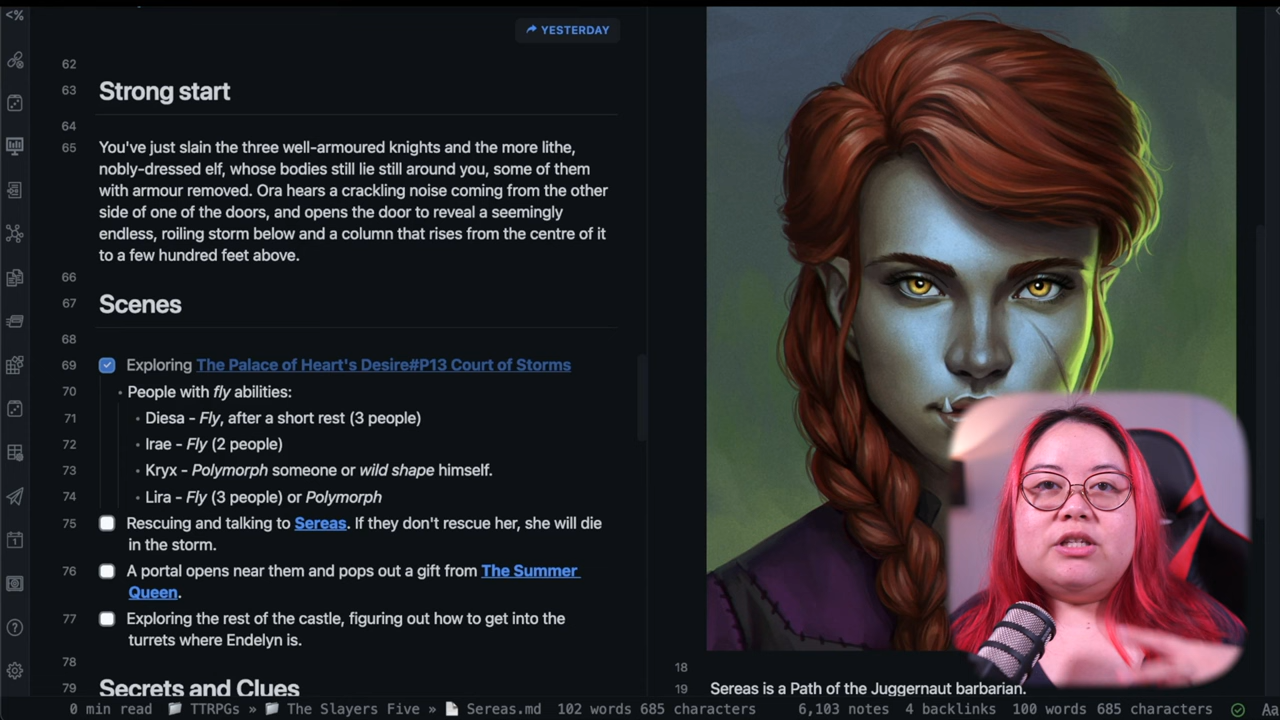 <%
YESTERDAY
62
63 Strong start
64
65 You've just slain the three well-armoured knights and the more lithe,
nobly-dressed elf, whose bodies still lie still around you, some of them
with armour removed. Ora hears a crackling noise coming from the other
side of one of the doors, and opens the door to reveal a seemingly
endless, roiling storm below and a column that rises from the centre of it
to a few hundred feet above.
66
67 Scenes
68
69 Exploring The Palace of Heart's Desire#P13 Court of Storms
70 • People with fly abilities:
71 • Diesa - Fly, after a short rest (3 people)
72 • Irae - Fly (2 people)
73 • Kryx - Polymorph someone or wild shape himself.
74 • Lira - Fly (3 people) or Polymorph
75 Rescuing and talking to Sereas. If they don't rescue her, she will die
in the storm.
76 A portal opens near them and pops out a gift from The Summer
Queen.
77 Exploring the rest of the castle, figuring out how to get into the
turrets where Endelyn is.
78
79 Secrets and Clues
18
19 Sereas is a Path of the Juggernaut barbarian.
0 min read TTRPGs » The Slayers Five » Sereas.md 102 words 685 characters 6,103 notes 4 backlinks 100 words 685 characters Aa